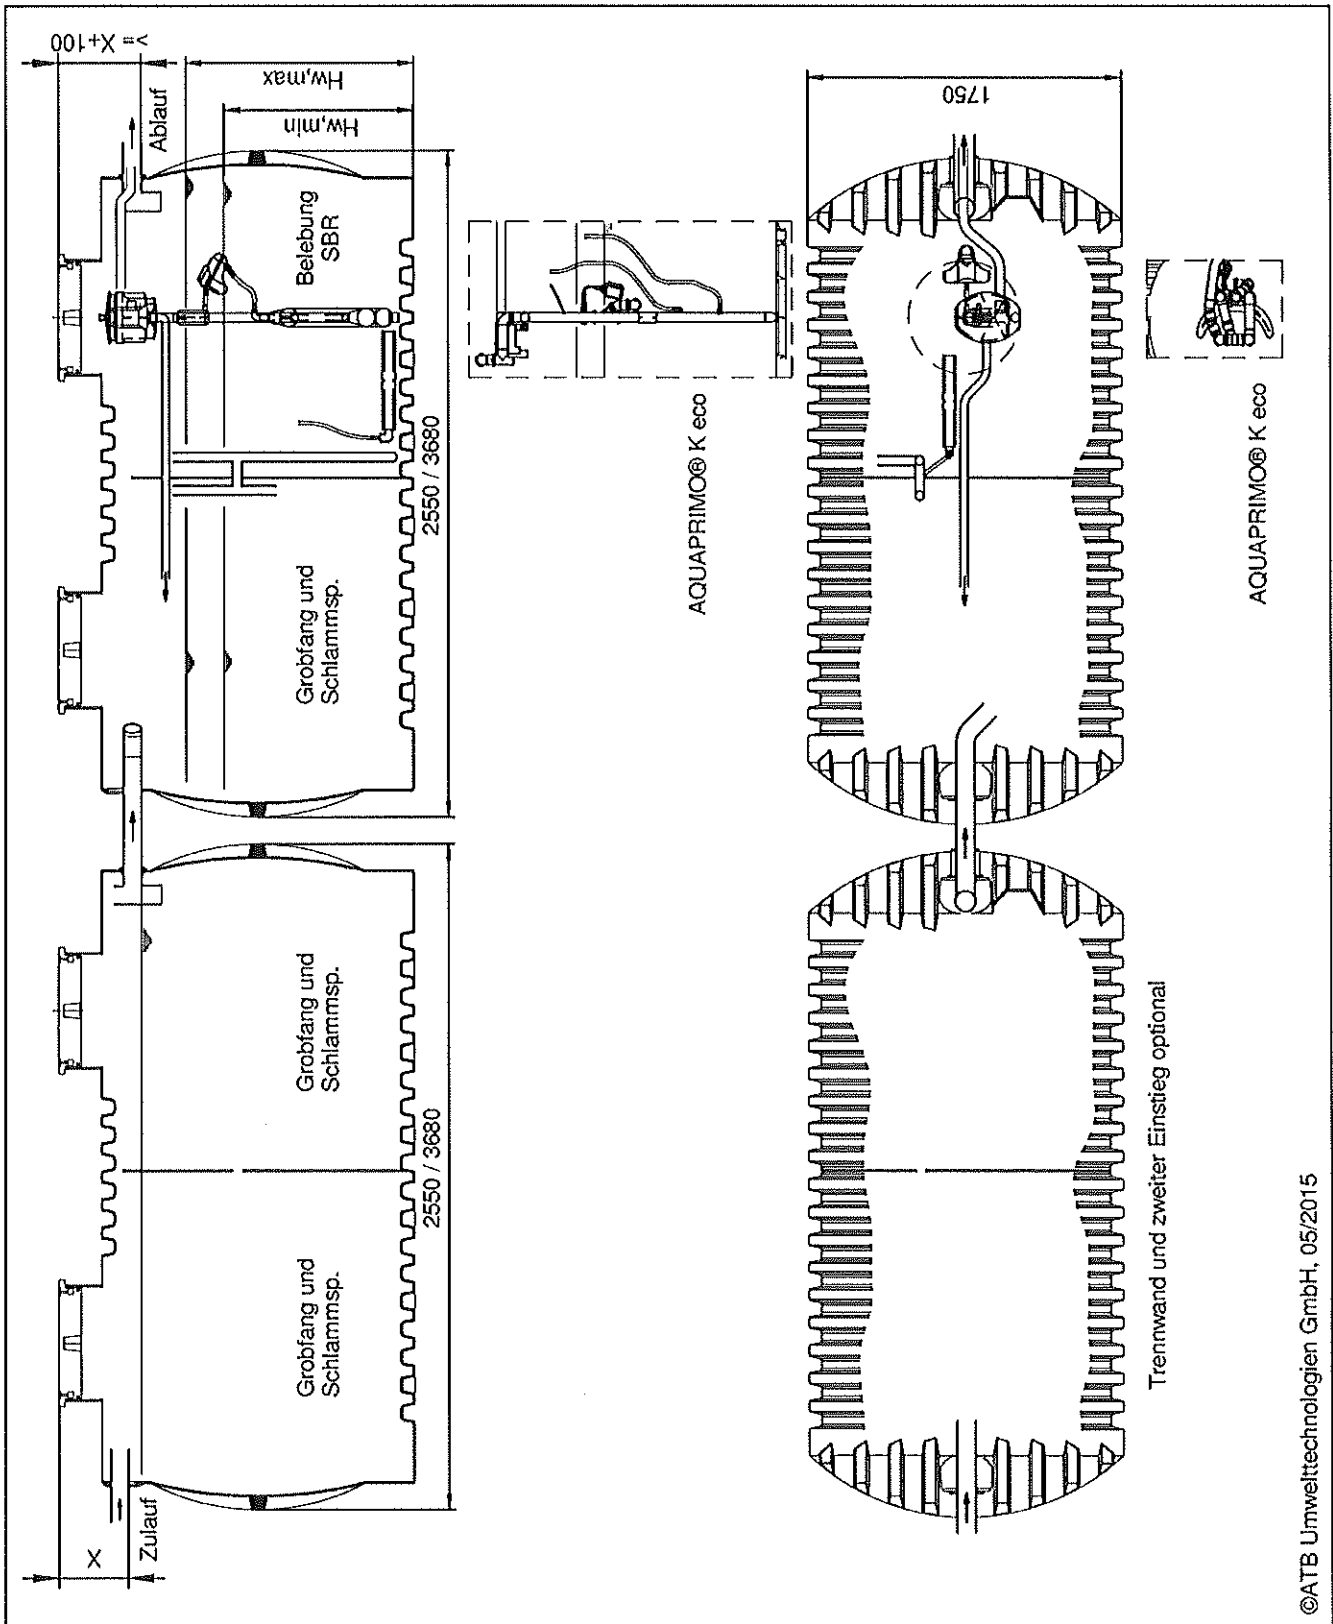 X
Zulauf
Grobfang und
Schlammsp.
2550 / 3680
Grobfang und
Schlammsp.
Grobfang und
Schlammsp.
2550 / 3680
Belebung
SBR
Ablauf
>= X+100
Hw,max
Hw,min
AQUAPRIMO® K eco
1750
AQUAPRIMO® K eco
Trennwand und zweiter Einstieg optional
©ATB Umwelttechnologien GmbH, 05/2015